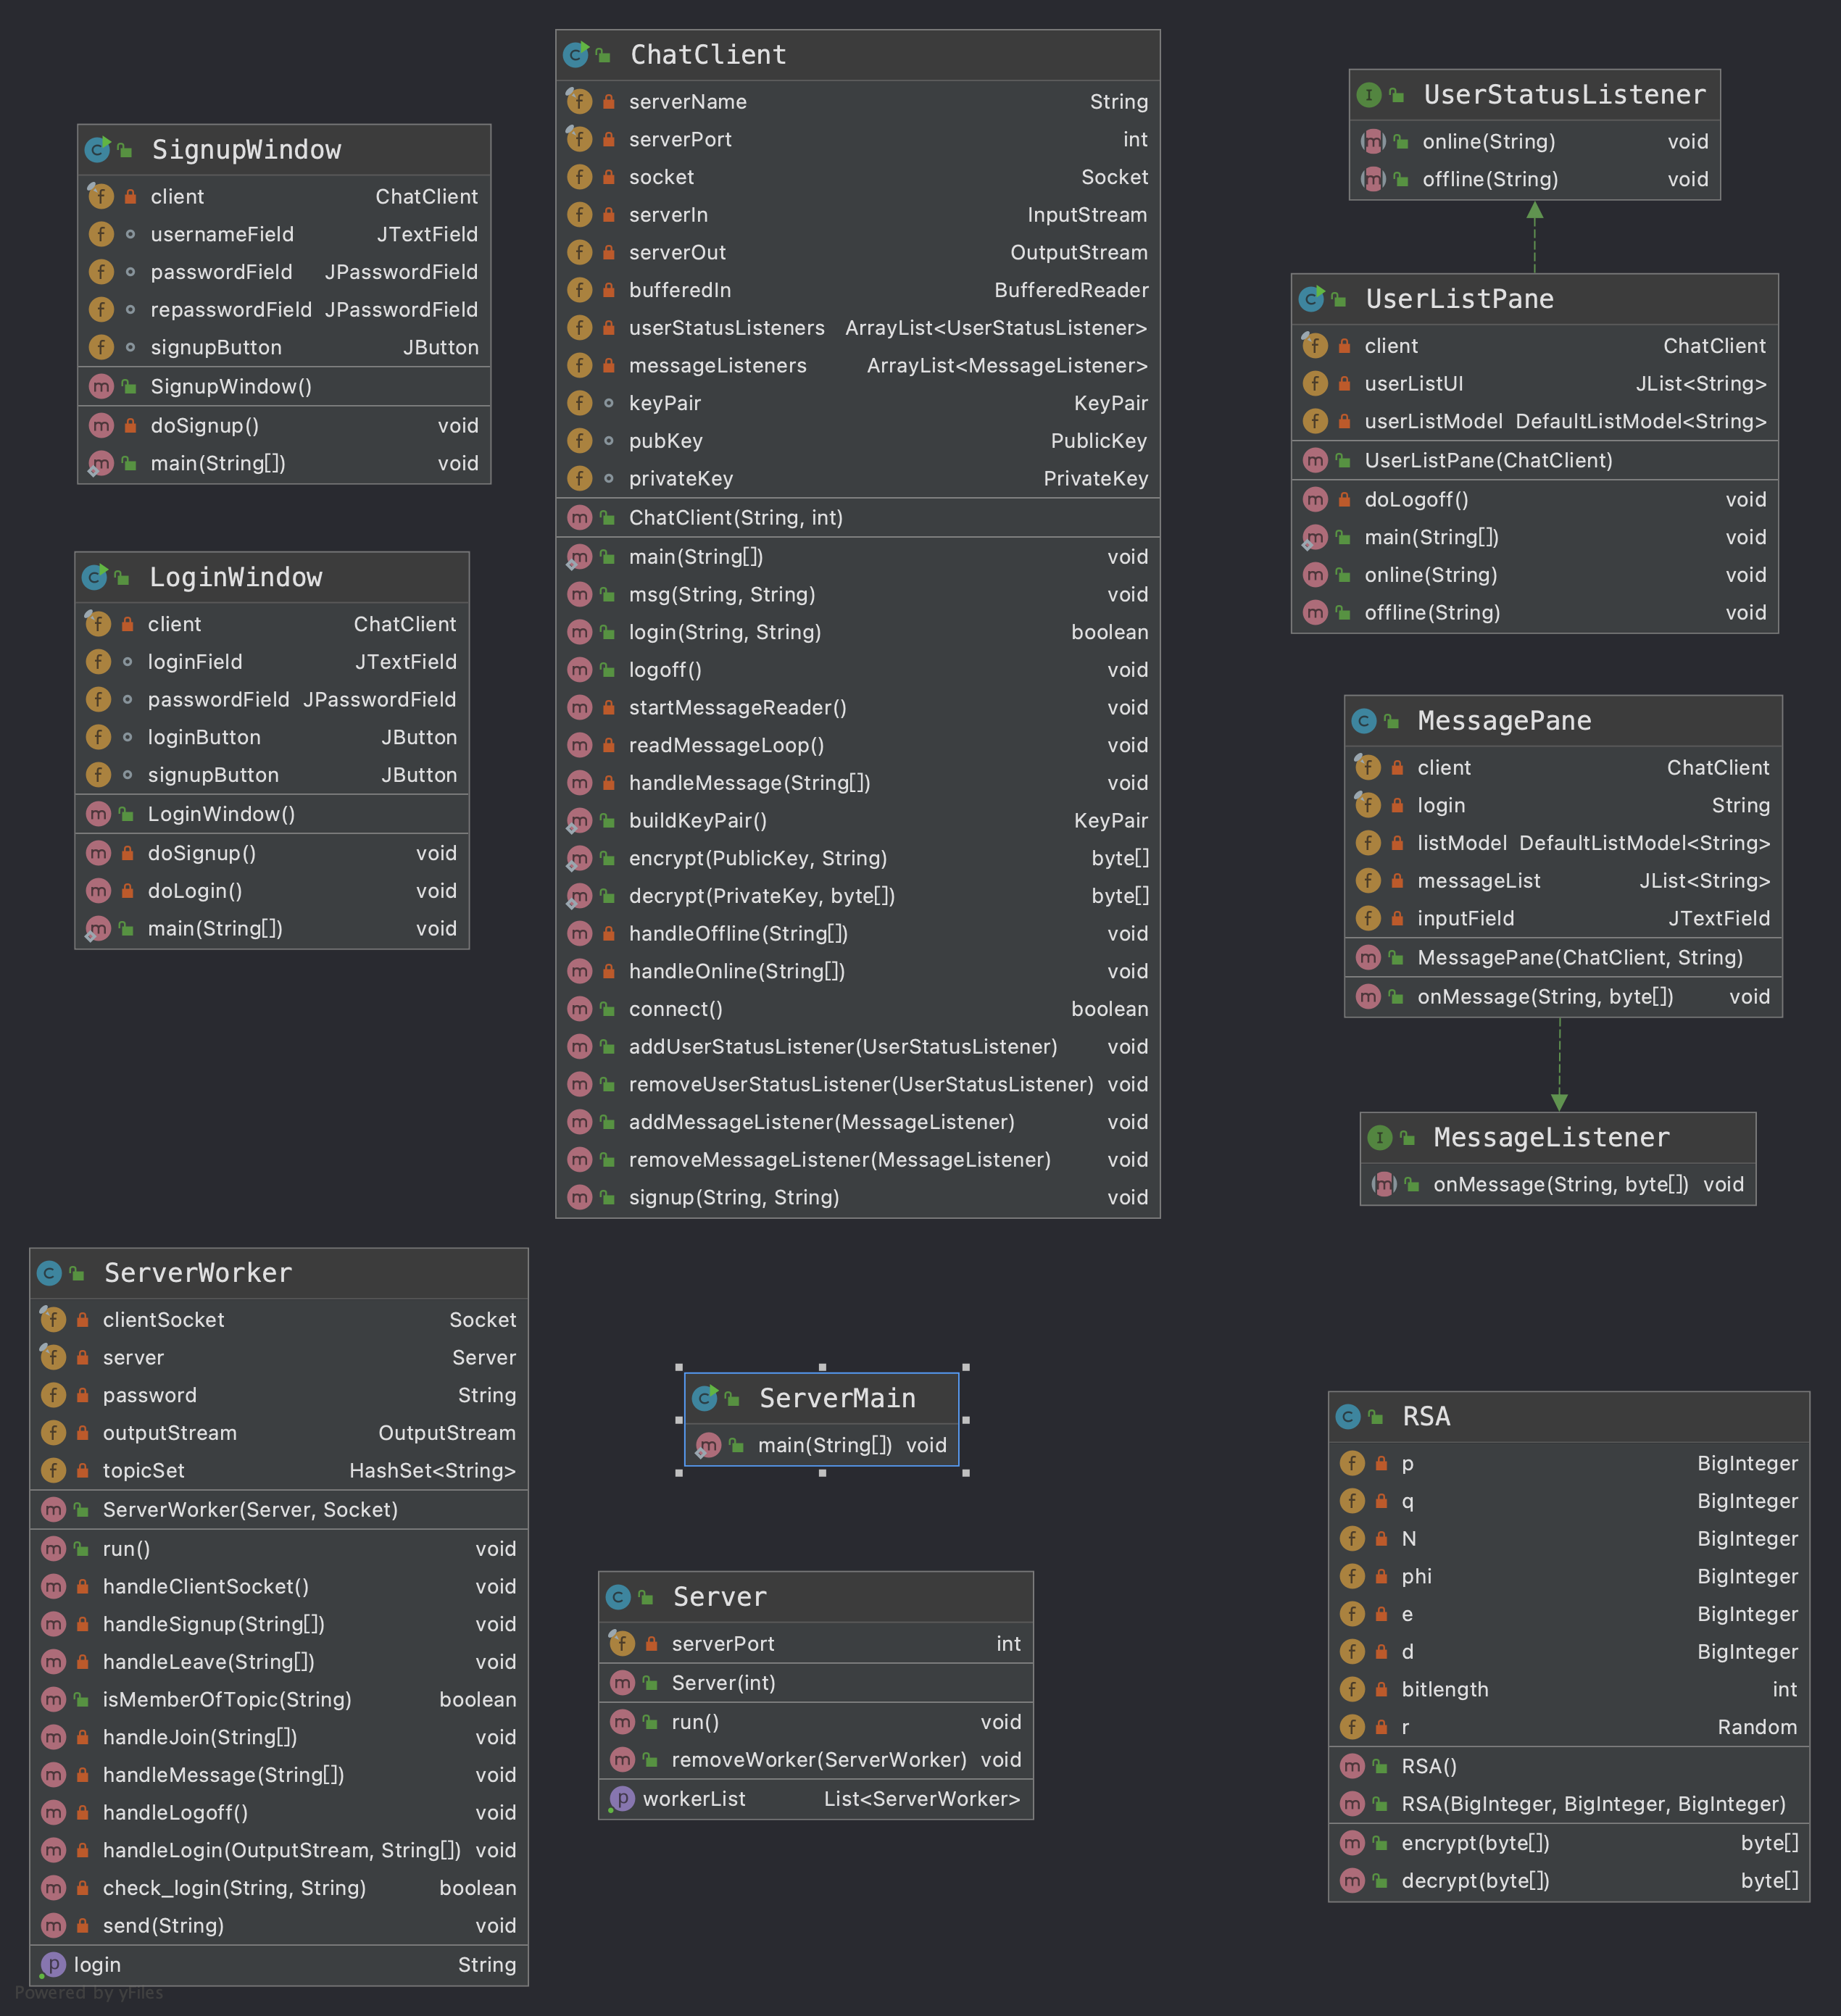 SignupWindow
client ChatClient
usernameField JTextField
passwordField JPasswordField
repasswordField JPasswordField
signupButton JButton
SignupWindow()
doSignup() void
main(String[]) void
LoginWindow
client ChatClient
loginField JTextField
passwordField JPasswordField
loginButton JButton
signupButton JButton
LoginWindow()
doSignup() void
doLogin() void
main(String[]) void
ChatClient
serverName String
serverPort int
socket Socket
serverIn InputStream
serverOut OutputStream
bufferedIn BufferedReader
userStatusListeners ArrayList<UserStatusListener>
messageListeners ArrayList<MessageListener>
keyPair KeyPair
pubKey PublicKey
privateKey PrivateKey
ChatClient(String, int)
main(String[]) void
msg(String, String) void
login(String, String) boolean
logoff() void
startMessageReader() void
readMessageLoop() void
handleMessage(String[]) void
buildKeyPair() KeyPair
encrypt(PublicKey, String) byte[]
decrypt(PrivateKey, byte[]) byte[]
handleOffline(String[]) void
handleOnline(String[]) void
connect() boolean
addUserStatusListener(UserStatusListener) void
removeUserStatusListener(UserStatusListener) void
addMessageListener(MessageListener) void
removeMessageListener(MessageListener) void
signup(String, String) void
UserStatusListener
online(String) void
offline(String) void
UserListPane
client ChatClient
userListUI JList<String>
userListModel DefaultListModel<String>
UserListPane(ChatClient)
doLogoff() void
main(String[]) void
online(String) void
offline(String) void
MessagePane
client ChatClient
login String
listModel DefaultListModel<String>
messageList JList<String>
inputField JTextField
MessagePane(ChatClient, String)
onMessage(String, byte[]) void
MessageListener
onMessage(String, byte[]) void
ServerWorker
clientSocket Socket
server Server
password String
outputStream OutputStream
topicSet HashSet<String>
ServerWorker(Server, Socket)
run() void
handleClientSocket() void
handleSignup(String[]) void
handleLeave(String[]) void
isMemberOfTopic(String) boolean
handleJoin(String[]) void
handleMessage(String[]) void
handleLogoff() void
handleLogin(OutputStream, String[]) void
check_login(String, String) boolean
send(String) void
login String
Powered by yFiles
ServerMain
main(String[]) void
Server
serverPort int
Server(int)
run() void
removeWorker(ServerWorker) void
workerList List<ServerWorker>
RSA
p BigInteger
q BigInteger
N BigInteger
phi BigInteger
e BigInteger
d BigInteger
bitlength int
r Random
RSA()
RSA(BigInteger, BigInteger, BigInteger)
encrypt(byte[]) byte[]
decrypt(byte[]) byte[]